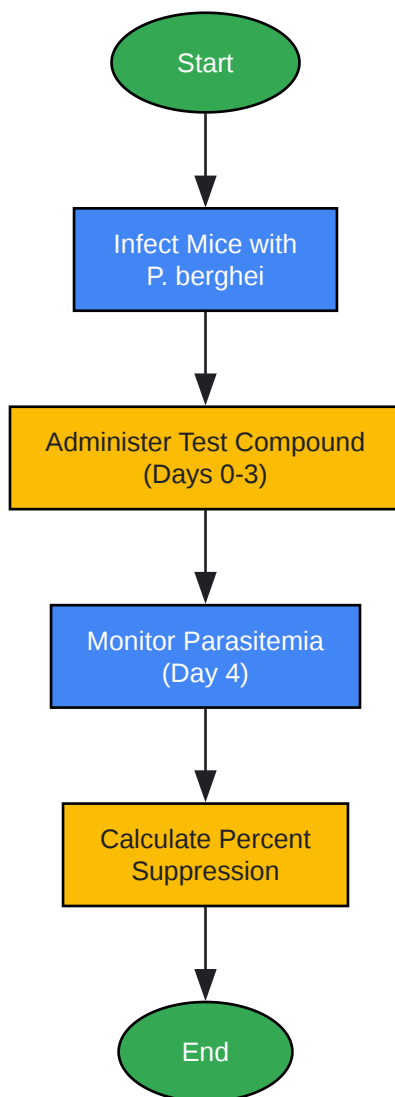 Start
Infect Mice with
P. berghei
Administer Test Compound
(Days 0-3)
Monitor Parasitemia
(Day 4)
Calculate Percent
Suppression
End